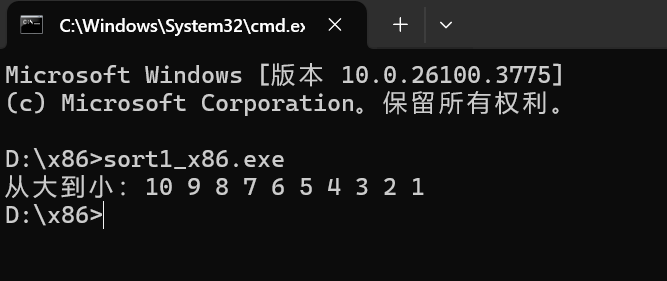 C:\Windows\System32\cmd.ex
Microsoft Windows [版本 10.0.26100.3775]
(c) Microsoft Corporation。保留所有权利。
D:\x86>sort1_x86.exe
从大到小: 10 9 8 7 6 5 4 3 2 1
D:\x86>